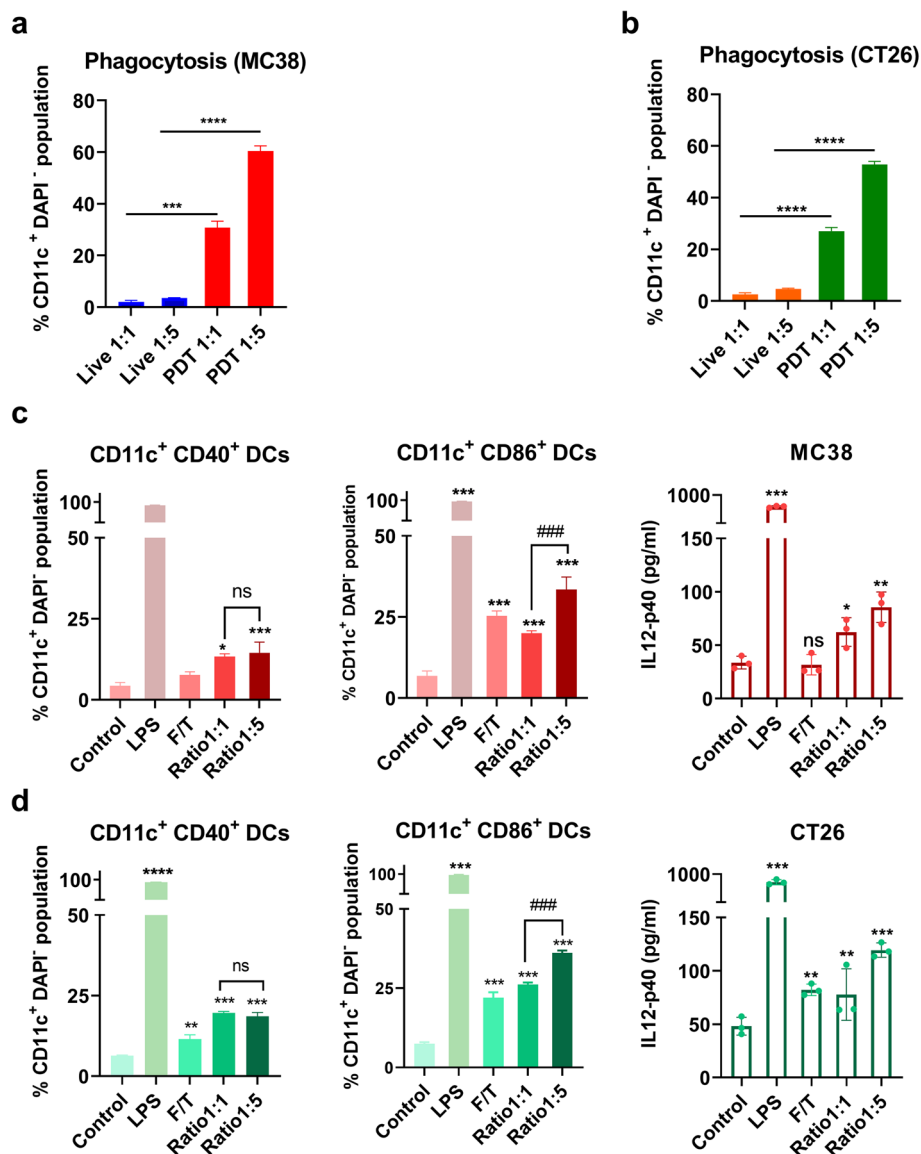 a
Phagocytosis (MC38)
% CD11c + DAPI - population
80
60
40
20
0
****
***
Live 1:1
Live 1:5
PDT 1:1
PDT 1:5
b
Phagocytosis (CT26)
% CD11c + DAPI - population
80
60
40
20
0
****
****
Live 1:1
Live 1:5
PDT 1:1
PDT 1:5
c
CD11c+ CD40+ DCs
% CD11c+ DAPI- population
100
50
25
0
ns
*
***
Control
LPS
F/T
Ratio1:1
Ratio1:5
CD11c+ CD86+ DCs
% CD11c+ DAPI- population
100
50
25
0
***
###
***
***
***
Control
LPS
F/T
Ratio1:1
Ratio1:5
MC38
IL12-p40 (pg/ml)
1000
150
100
50
0
***
ns
*
**
Control
LPS
F/T
Ratio1:1
Ratio1:5
d
CD11c+ CD40+ DCs
% CD11c+ DAPI- population
100
50
25
0
****
ns
**
***
***
Control
LPS
F/T
Ratio1:1
Ratio1:5
CD11c+ CD86+ DCs
% CD11c+ DAPI- population
100
50
25
0
***
###
***
***
***
Control
LPS
F/T
Ratio1:1
Ratio1:5
CT26
IL12-p40 (pg/ml)
1000
150
100
50
0
***
**
**
***
Control
LPS
F/T
Ratio1:1
Ratio1:5